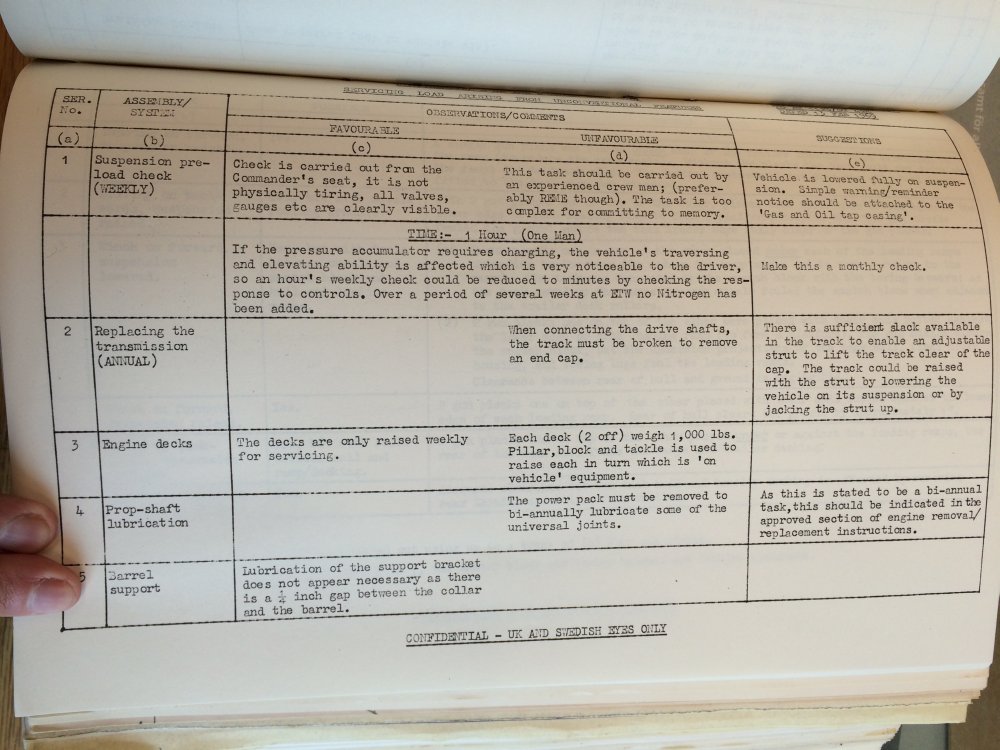 SERVICING LOAD ARISING FROM UNCONVENTIONAL FEATURES
SER. No.
ASSEMBLY/ SYSTEM
OBSERVATIONS/COMMENTS
FAVOURABLE
UNFAVOURABLE
SUGGESTIONS
(a)
(b)
(c)
(d)
(e)
1
Suspension pre-
load check
(WEEKLY)
Check is carried out from the
Commander's seat, it is not
physically tiring, all valves,
gauges etc are clearly visible.
This task should be carried out by
an experienced crew man; (prefer-
ably REME though). The task is too
complex for committing to memory.
Vehicle is lowered fully on suspen-
sion. Simple warning/reminder
notice should be attached to the
'Gas and Oil tap casing'.
TIME:- 1 Hour (One Man)
If the pressure accumulator requires charging, the vehicle's traversing
and elevating ability is affected which is very noticeable to the driver,
so an hour's weekly check could be reduced to minutes by checking the res-
ponse to controls. Over a period of several weeks at BTW no Nitrogen has
been added.
Make this a monthly check.
2
Replacing the
transmission
(ANNUAL)
When connecting the drive shafts,
the track must be broken to remove
an end cap.
There is sufficient slack available
in the track to enable an adjustable
strut to lift the track clear of the
cap. The track could be raised
with the strut by lowering the
vehicle on its suspension or by
jacking the strut up.
3
Engine decks
The decks are only raised weekly
for servicing.
Each deck (2 off) weigh 1,000 lbs.
Pillar,block and tackle is used to
raise each in turn which is 'on
vehicle' equipment.
4
Prop-shaft
lubrication
The power pack must be removed to
bi-annually lubricate some of the
universal joints.
As this is stated to be a bi-annual
task,this should be indicated in the
approved section of engine removal/
replacement instructions.
5
Barrel
support
Lubrication of the support bracket
does not appear necessary as there
is a inch gap between the collar
and the barrel.
CONFIDENTIAL - UK AND SWEDISH EYES ONLY